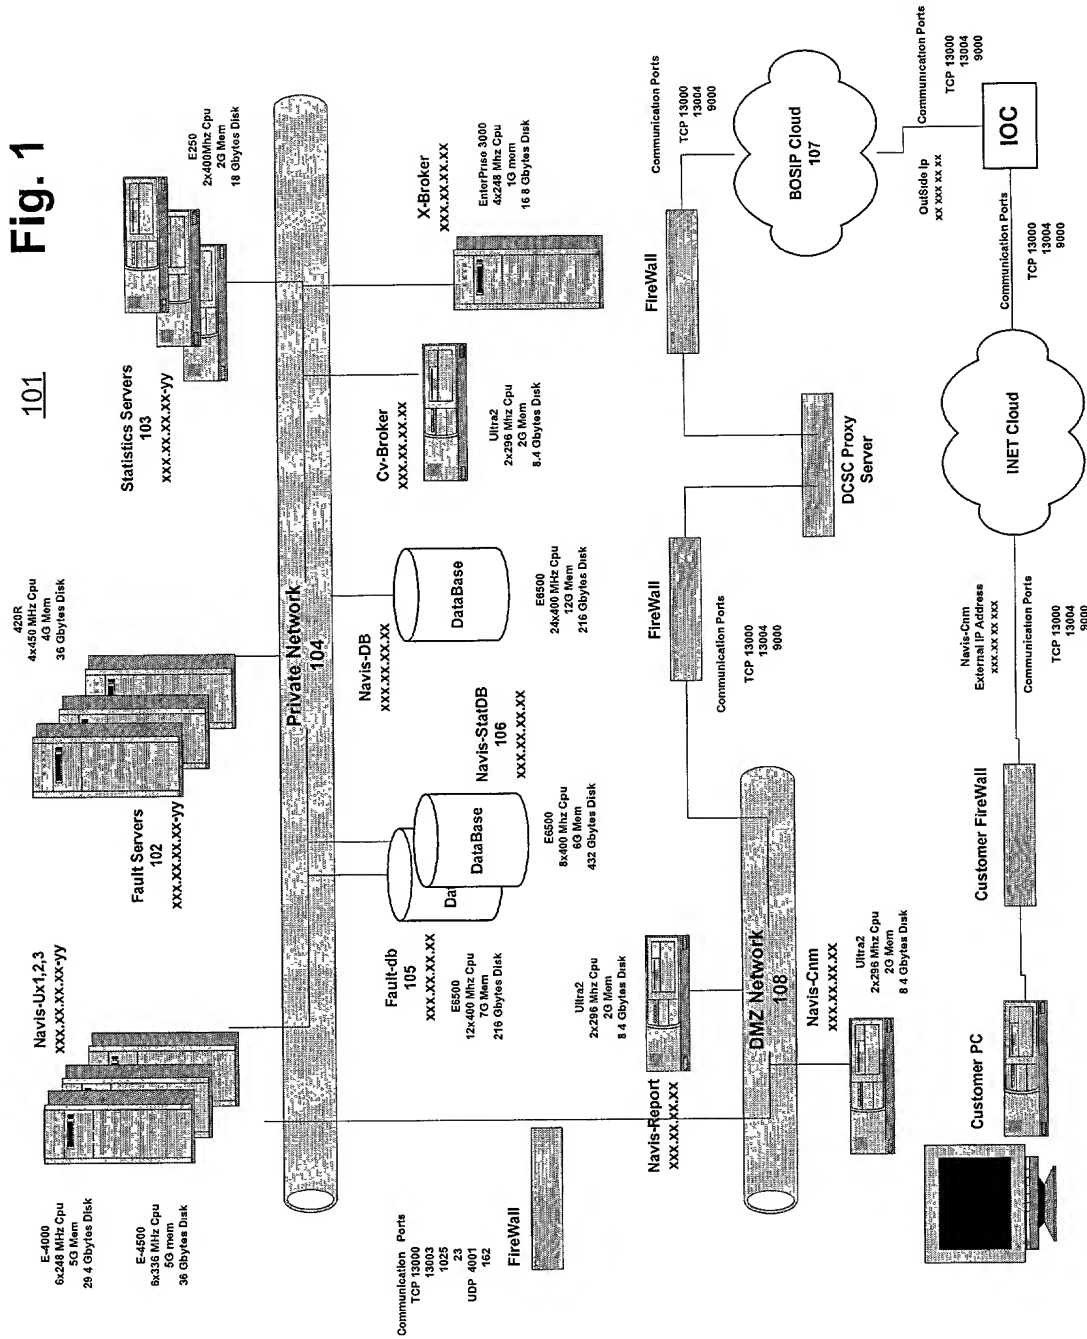 Fig. 1
101
E-4000
6x248 MHz Cpu
5G Mem
29 4 Gbytes Disk
E-4500
6x336 MHz Cpu
5G mem
36 Gbytes Disk
Navis-Ux1,2,3
xxx.xx.xx.xx-yy
Fault Servers
102
xxx.xx.xx.xx-yy
420R
4x450 MHz Cpu
4G Mem
36 Gbytes Disk
Statistics Servers
103
xxx.xx.xx.xx-yy
E250
2x400Mhz Cpu
2G Mem
18 Gbytes Disk
Private Network
104
Communication Ports
TCP 13000
13003
1025
23
UDP 4001
162
FireWall
Fault-db
105
xxx.xx.xx.xx.xx
E6500
12x400 Mhz Cpu
7G Mem
216 Gbytes Disk
Da
DataBase
Navis-StatDB
106
xxx.xx.xx.xx.xx
E6500
8x400 Mhz Cpu
6G Mem
432 Gbytes Disk
Navis-DB
xxx.xx.xx.xx.xx
DataBase
E6500
24x400 MHz Cpu
12G Mem
216 Gbytes Disk
Cv-Broker
xxx.xx.xx.xx.xx
Ultra2
2x296 Mhz Cpu
2G Mem
8.4 Gbytes Disk
X-Broker
xxx.xx.xx.xx.xx
EnterPrise 3000
4x248 Mhz Cpu
1G mom
16 8 Gbytes Disk
Navis-Report
xxx.xx.xx.xx.xx
Ultra2
2x296 Mhz Cpu
2G Mem
8 4 Gbytes Disk
DMZ Network
108
Navis-Cnm
xxx.xx.xx.xx.xx
Ultra2
2x296 Mhz Cpu
2G Mem
8 4 Gbytes Disk
Communication Ports
TCP 13000
13004
9000
FireWall
DCSC Proxy
Server
FireWall
Communication Ports
TCP 13000
13004
9000
BOSIP Cloud
107
OutSide Ip
xx xx xxx xx
Communication Ports
TCP 13000
13004
9000
IOC
Customer PC
Customer FireWall
Navis-Cnm
External IP Address
xxx.xx xx xxx
Communication Ports
TCP 13000
13004
9000
INET Cloud
Communication Ports
TCP 13000
13004
9000